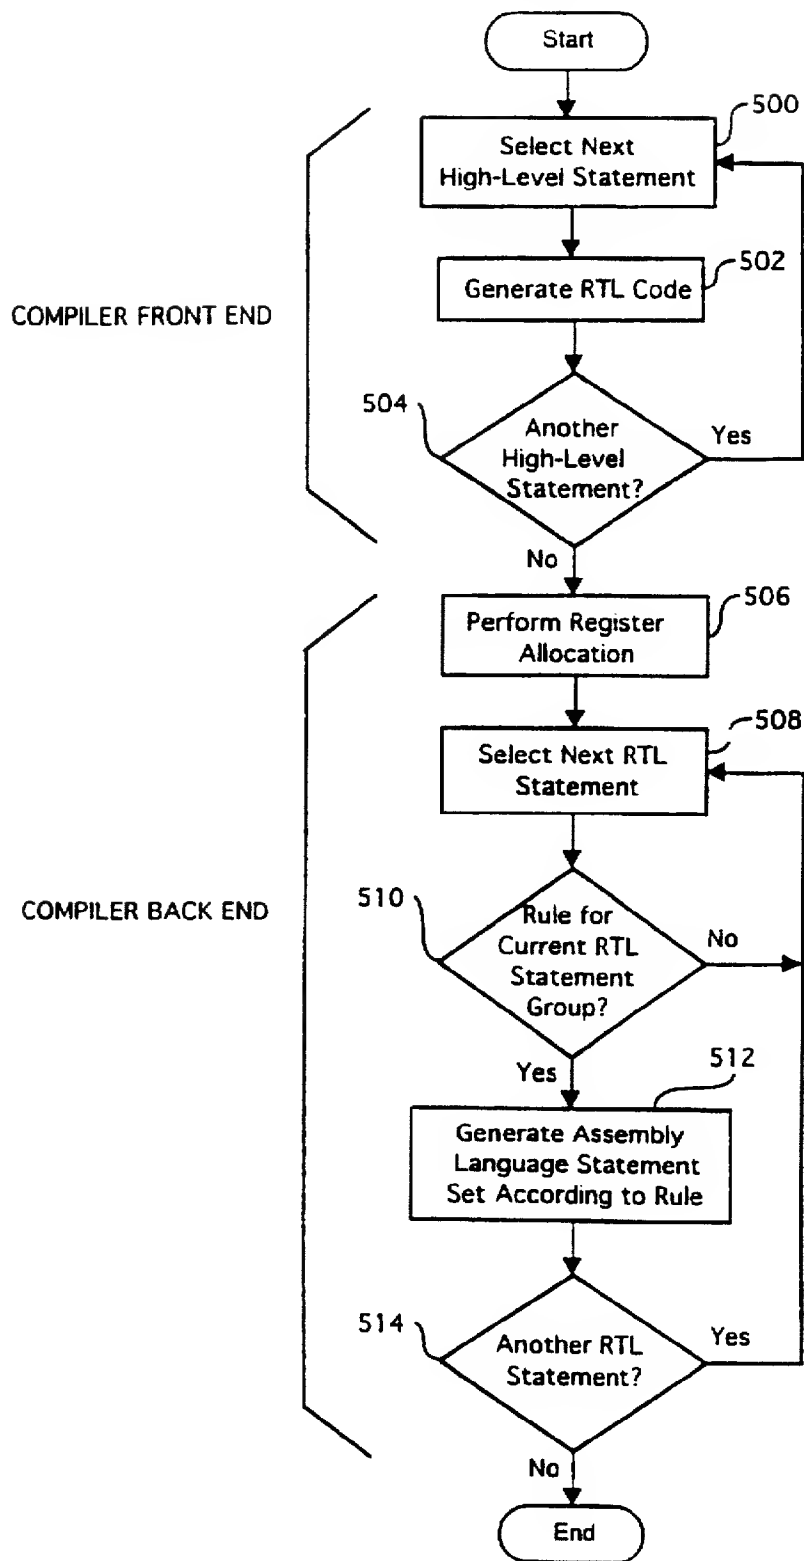 Start
500
Select Next
High-Level Statement
502
Generate RTL Code
COMPILER FRONT END
504
Another
High-Level
Statement?
Yes
No
506
Perform Register
Allocation
508
Select Next RTL
Statement
510
COMPILER BACK END
Rule for
Current RTL
Statement
Group?
No
Yes
512
Generate Assembly
Language Statement
Set According to Rule
514
Another RTL
Statement?
Yes
No
End